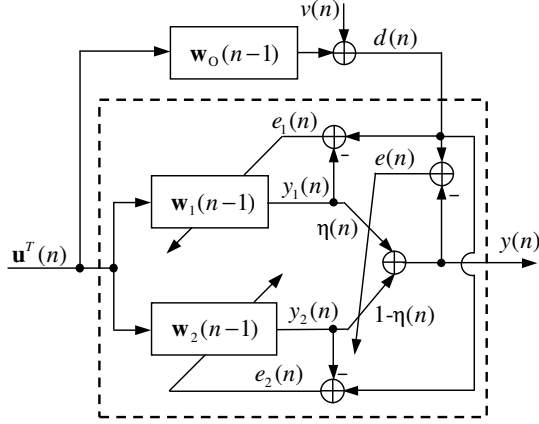 v(n)
w_O(n−1)
d(n)
e_1(n)
e(n)
w_1(n−1)
y_1(n)
η(n)
u^T(n)
y(n)
w_2(n−1)
y_2(n)
1-η(n)
e_2(n)
-
-
-